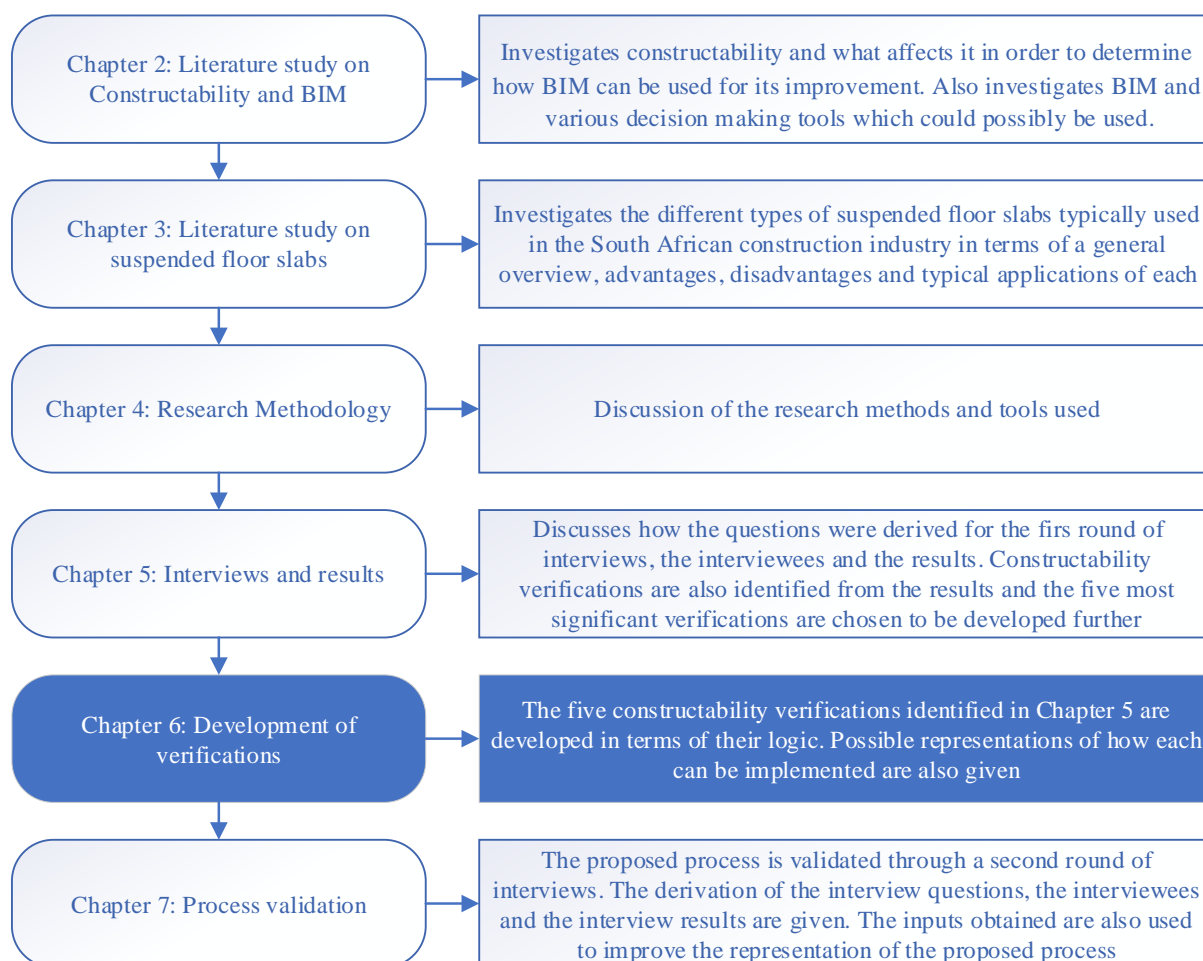 Chapter 2: Literature study on
Constructability and BIM
Investigates constructability and what affects it in order to determine
how BIM can be used for its improvement. Also investigates BIM and
various decision making tools which could possibly be used.
Chapter 3: Literature study on
suspended floor slabs
Investigates the different types of suspended floor slabs typically used
in the South African construction industry in terms of a general
overview, advantages, disadvantages and typical applications of each
Chapter 4: Research Methodology
Discussion of the research methods and tools used
Chapter 5: Interviews and results
Discusses how the questions were derived for the firs round of
interviews, the interviewees and the results. Constructability
verifications are also identified from the results and the five most
significant verifications are chosen to be developed further
Chapter 6: Development of
verifications
The five constructability verifications identified in Chapter 5 are
developed in terms of their logic. Possible representations of how each
can be implemented are also given
Chapter 7: Process validation
The proposed process is validated through a second round of
interviews. The derivation of the interview questions, the interviewees
and the interview results are given. The inputs obtained are also used
to improve the representation of the proposed process